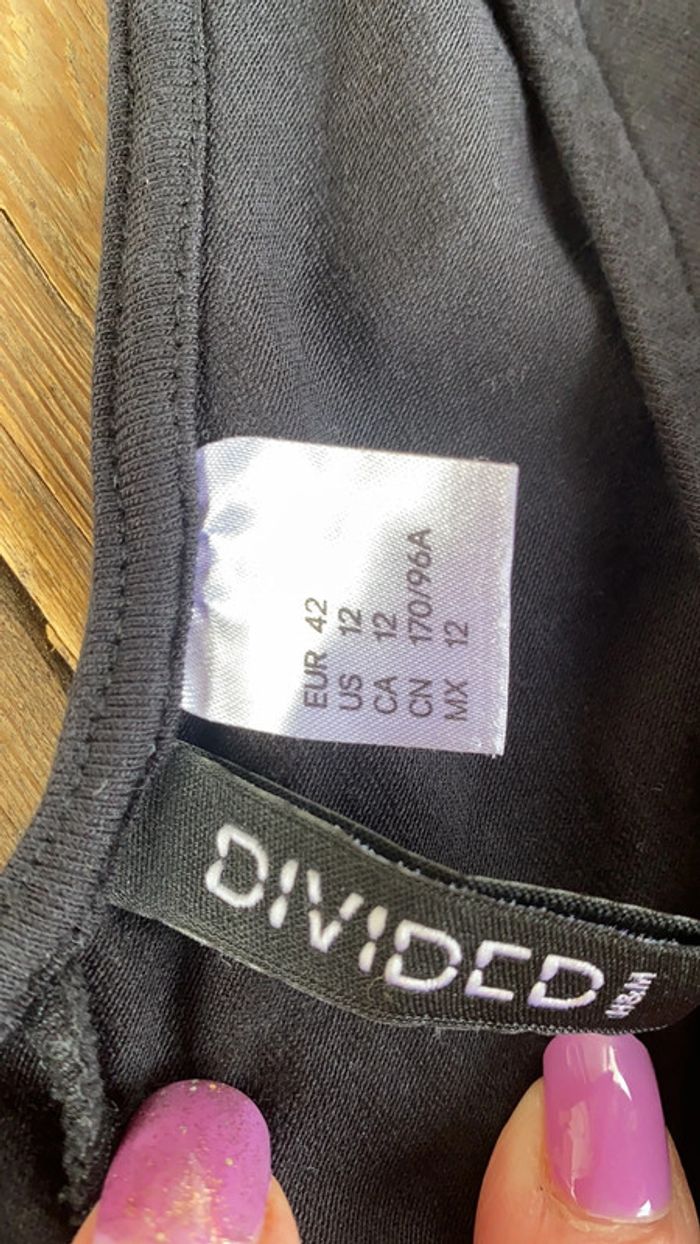 EUR 42
US 12
CA 12
CN 170/96A
MX 12
DIVIDED
H&M